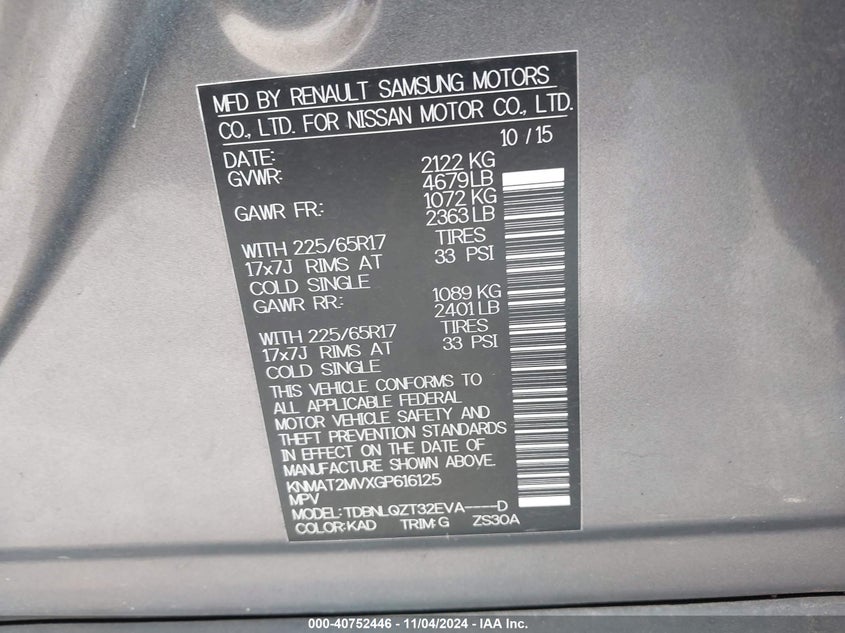 MFD BY RENAULT SAMSUNG MOTORS
CO., LTD. FOR NISSAN MOTOR CO., LTD.
DATE: 10 / 15
GVWR: 2122 KG
4679 LB
GAWR FR.: 1072 KG
2363 LB
WITH 225/65R17 TIRES
17x7J RIMS AT 33 PSI
COLD SINGLE
GAWR RR.: 1089 KG
2401 LB
WITH 225/65R17 TIRES
17x7J RIMS AT 33 PSI
COLD SINGLE
THIS VEHICLE CONFORMS TO
ALL APPLICABLE FEDERAL
MOTOR VEHICLE SAFETY AND
THEFT PREVENTION STANDARDS
IN EFFECT ON THE DATE OF
MANUFACTURE SHOWN ABOVE.
KNMAT2MVXGP616125
MPV
MODEL: TDBNLQZT32EVA----D
COLOR: KAD TRIM: G ZS30A
000-40752446 - 11/04/2024 - IAA Inc.